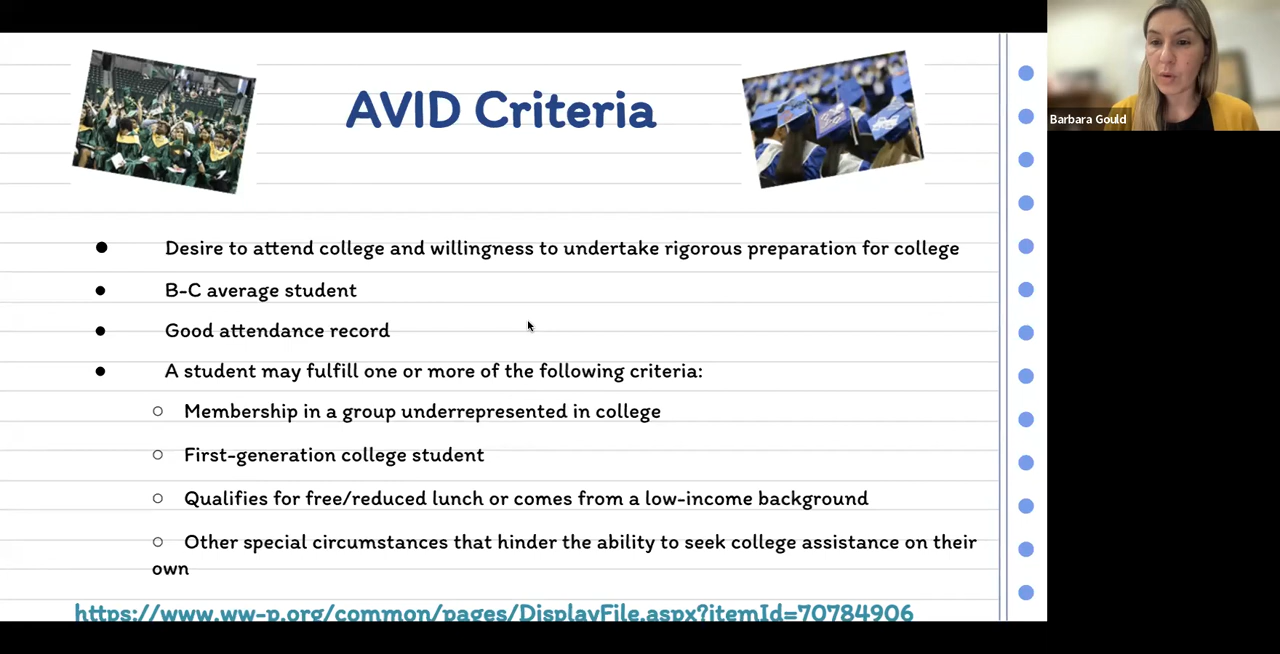 AVID Criteria
Barbara Gould
● Desire to attend college and willingness to undertake rigorous preparation for college
● B-C average student
● Good attendance record
● A student may fulfill one or more of the following criteria:
○ Membership in a group underrepresented in college
○ First-generation college student
○ Qualifies for free/reduced lunch or comes from a low-income background
○ Other special circumstances that hinder the ability to seek college assistance on their
own
https://www.ww-p.org/common/pages/DisplayFile.aspx?itemId=70784906